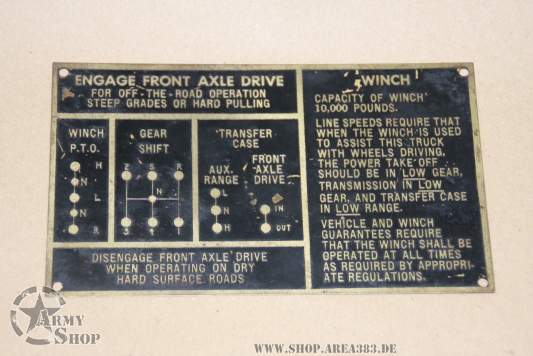 ENGAGE FRONT AXLE DRIVE
FOR OFF-THE-ROAD OPERATION
STEEP GRADES OR HARD PULLING
WINCH
P.T.O.
H
N
L
N
R
GEAR
SHIFT
2 5 R
N
3 4 1
TRANSFER
CASE
AUX.
RANGE
L
N
H
FRONT
AXLE
DRIVE
IN
OUT
DISENGAGE FRONT AXLE DRIVE
WHEN OPERATING ON DRY
HARD SURFACE ROADS
WINCH
CAPACITY OF WINCH
10,000 POUNDS.
LINE SPEEDS REQUIRE THAT
WHEN THE WINCH IS USED
TO ASSIST THIS TRUCK
WITH WHEELS DRIVING,
THE POWER TAKE OFF
SHOULD BE IN LOW GEAR,
TRANSMISSION IN LOW
GEAR, AND TRANSFER CASE
IN LOW RANGE.
VEHICLE AND WINCH
GUARANTEES REQUIRE
THAT THE WINCH SHALL BE
OPERATED AT ALL TIMES
AS REQUIRED BY APPROPRI-
ATE REGULATIONS.
ARMY
SHOP
WWW.SHOP.AREA383.DE